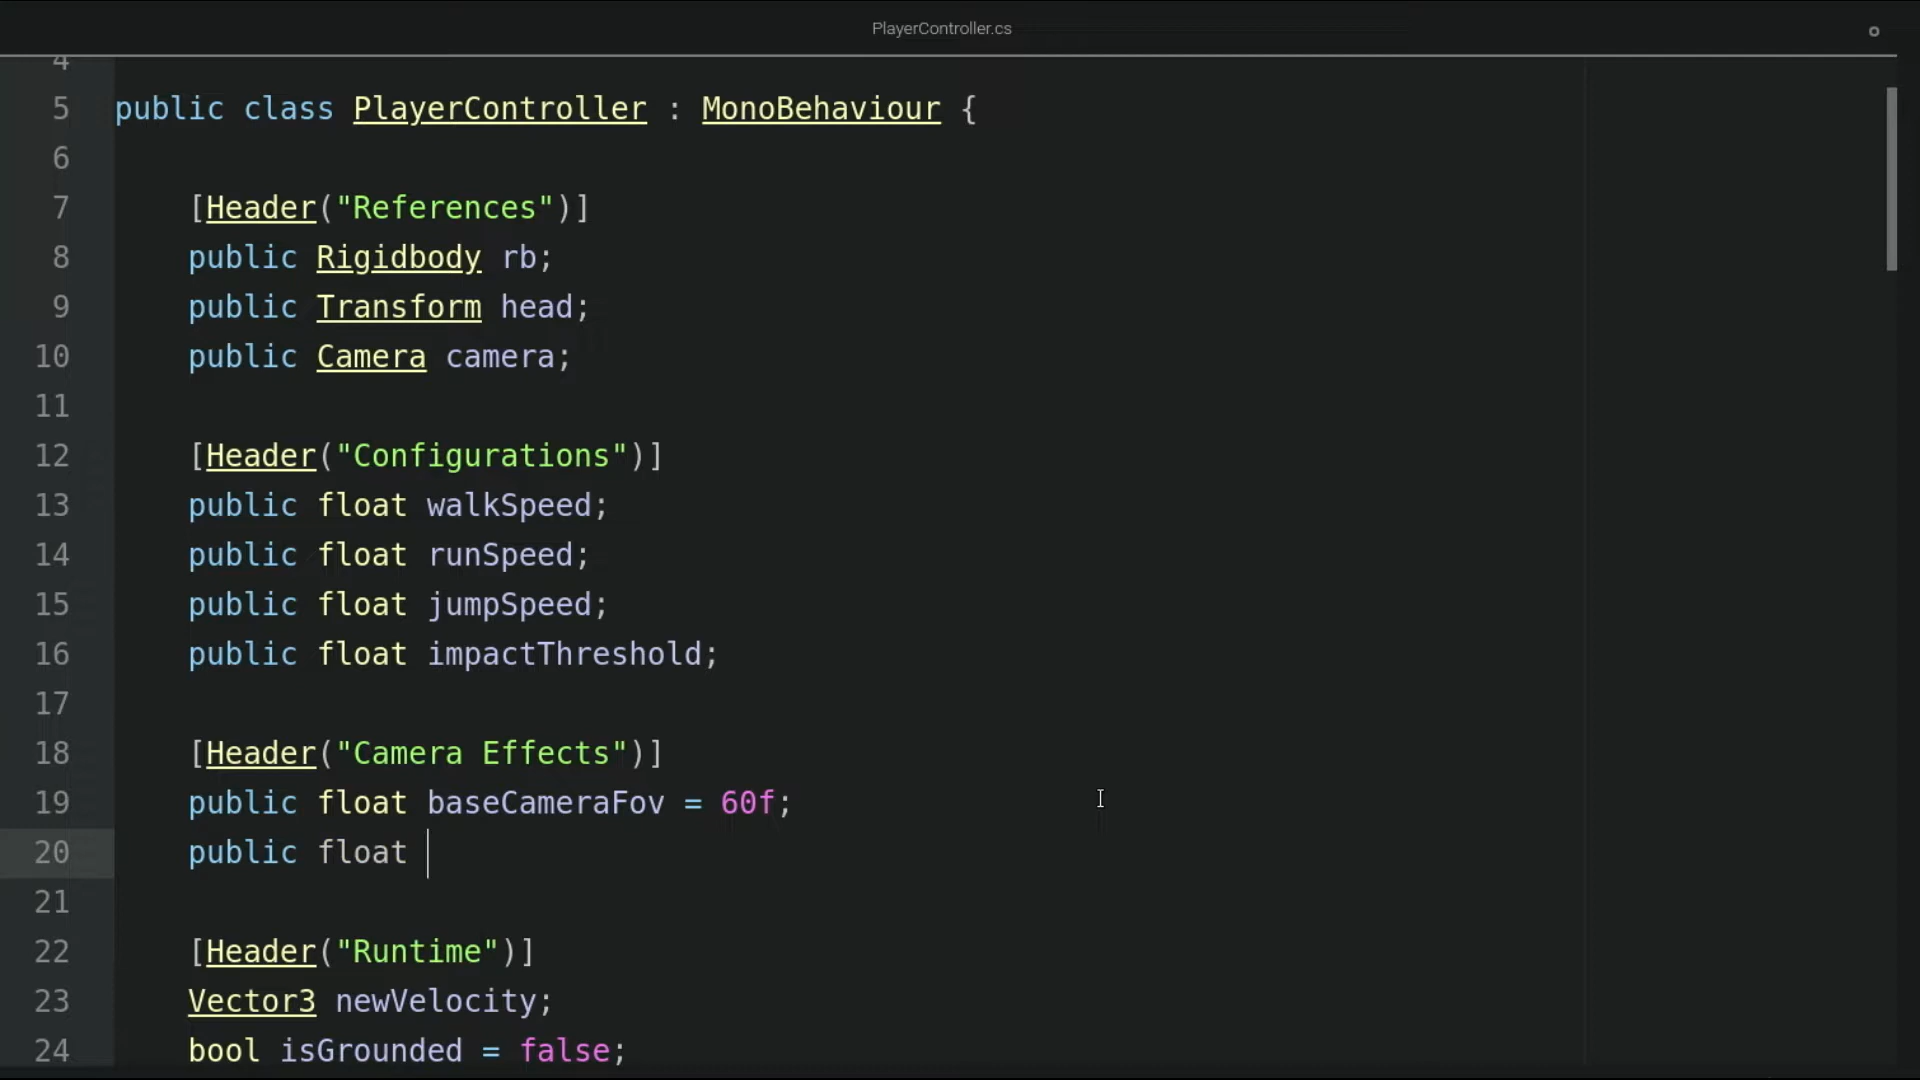 PlayerController.cs
4
5 public class PlayerController : MonoBehaviour {
6
7 [Header("References")]
8 public Rigidbody rb;
9 public Transform head;
10 public Camera camera;
11
12 [Header("Configurations")]
13 public float walkSpeed;
14 public float runSpeed;
15 public float jumpSpeed;
16 public float impactThreshold;
17
18 [Header("Camera Effects")]
19 public float baseCameraFov = 60f;
20 public float
21
22 [Header("Runtime")]
23 Vector3 newVelocity;
24 bool isGrounded = false;